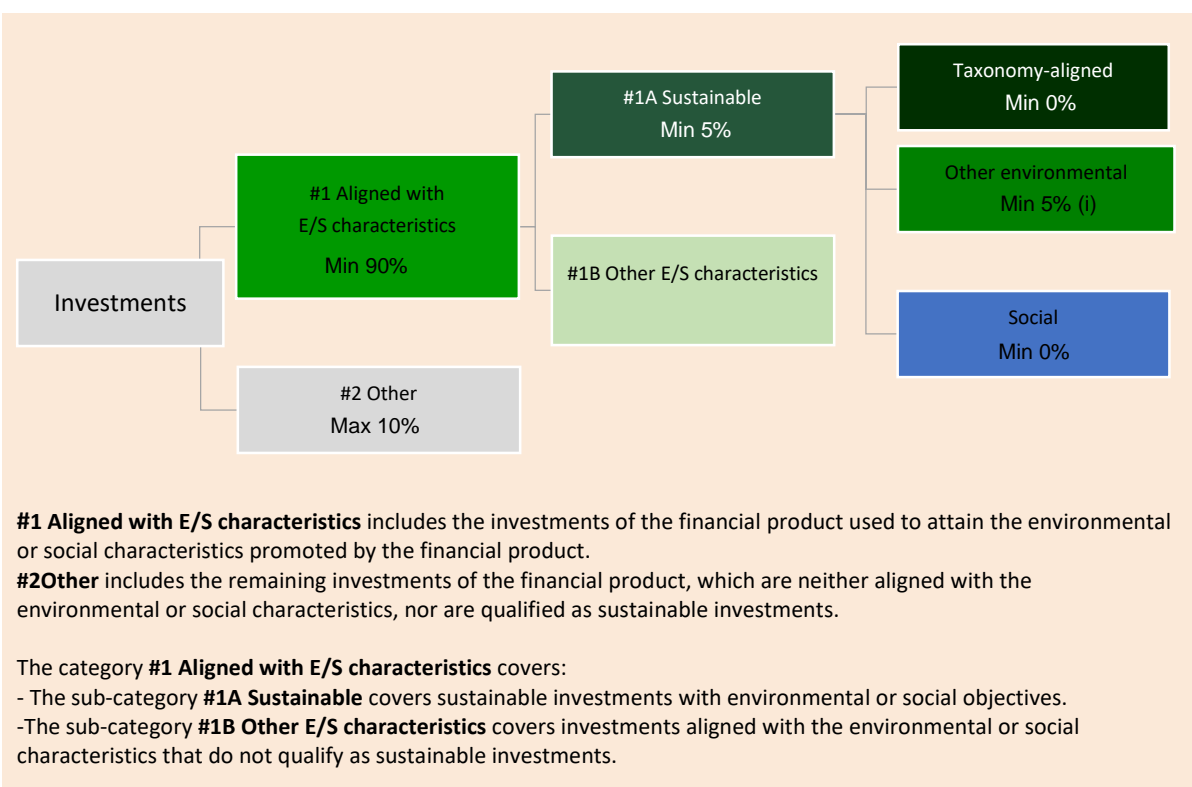 Investments
#1 Aligned with
E/S characteristics
Min 90%
#2 Other
Max 10%
#1A Sustainable
Min 5%
#1B Other E/S characteristics
Taxonomy-aligned
Min 0%
Other environmental
Min 5% (i)
Social
Min 0%
#1 Aligned with E/S characteristics includes the investments of the financial product used to attain the environmental
or social characteristics promoted by the financial product.
#2Other includes the remaining investments of the financial product, which are neither aligned with the
environmental or social characteristics, nor are qualified as sustainable investments.
The category #1 Aligned with E/S characteristics covers:
- The sub-category #1A Sustainable covers sustainable investments with environmental or social objectives.
-The sub-category #1B Other E/S characteristics covers investments aligned with the environmental or social
characteristics that do not qualify as sustainable investments.